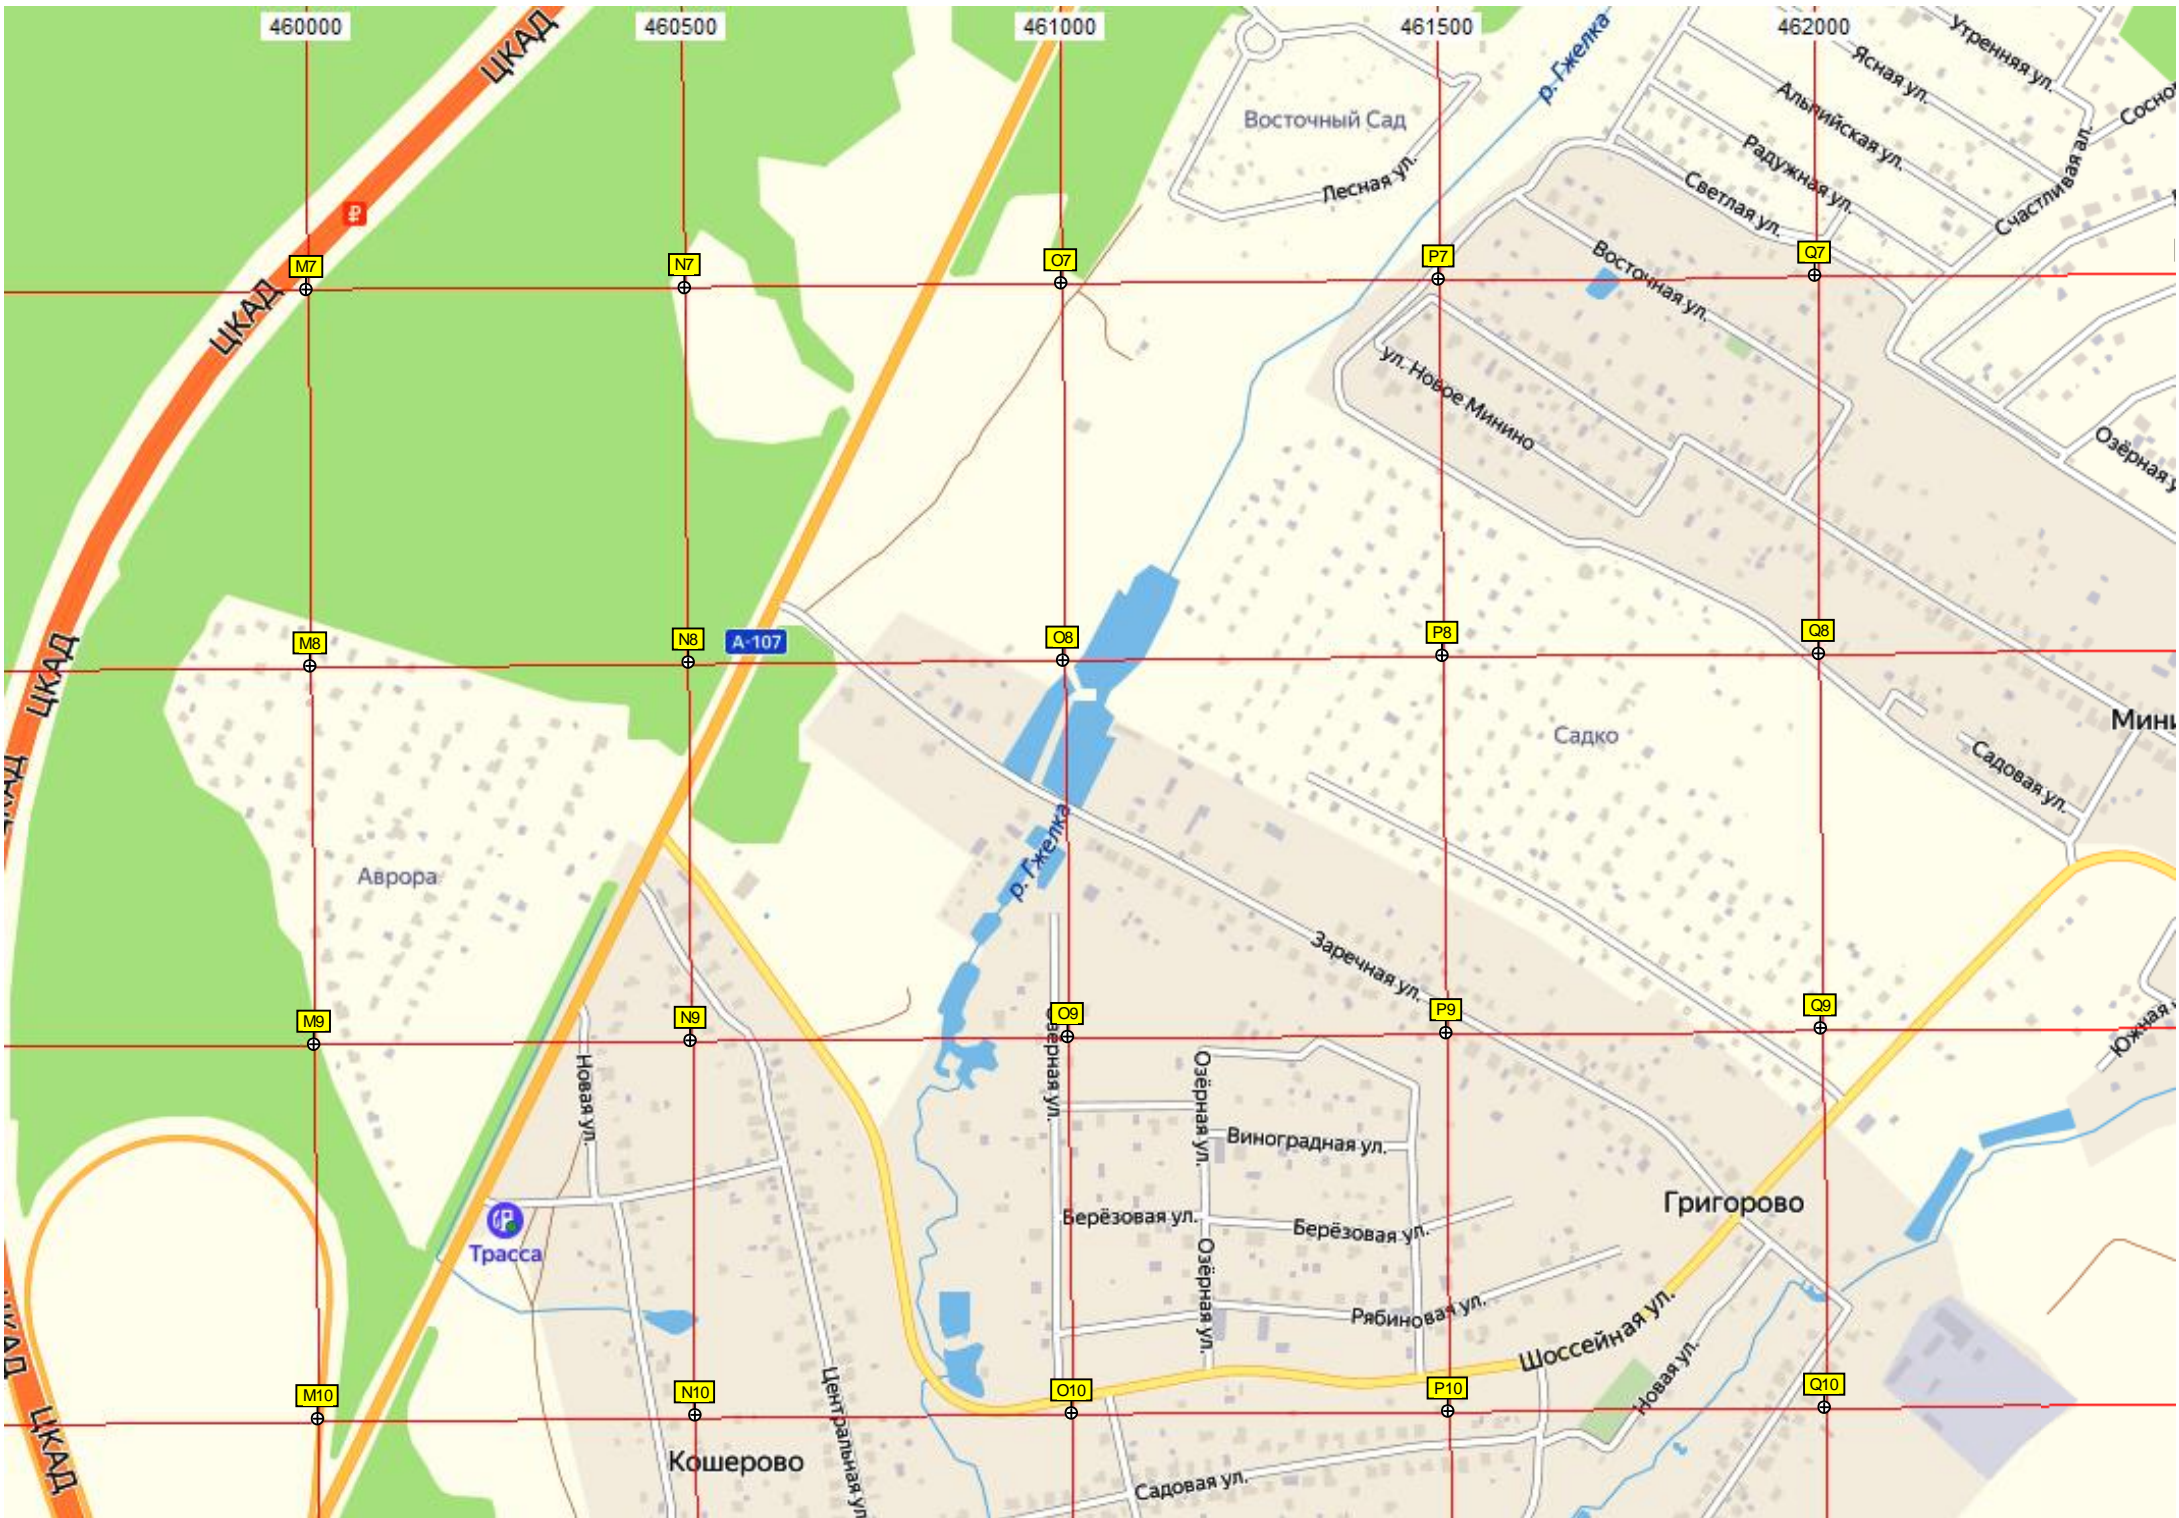 460000
460500
461000
461500
462000
ЦКАД
р. Гжелка
Утренняя ул.
Ясная ул.
Альпийская ул.
Восточный Сад
Радужная ул.
Лесная ул.
Светлая ул.
Счастливая ал.
₽
M7
N7
O7
P7
Q7
Восточная ул.
ЦКАД
ул. Новое Минино
M8
N8
А-107
O8
P8
Q8
ЦКАД
Садко
Садовая ул.
р. Гжелка
Аврора
Заречная ул.
M9
N9
O9
P9
Q9
Новая ул.
Озёрная ул.
Виноградная ул.
Берёзовая ул.
Берёзовая ул.
Григорово
Трасса
Озёрная ул.
Рябиновая ул.
Шоссейная ул.
Новая ул.
ЦКАД
M10
N10
O10
P10
Q10
Центральная ул.
Кошерово
Садовая ул.